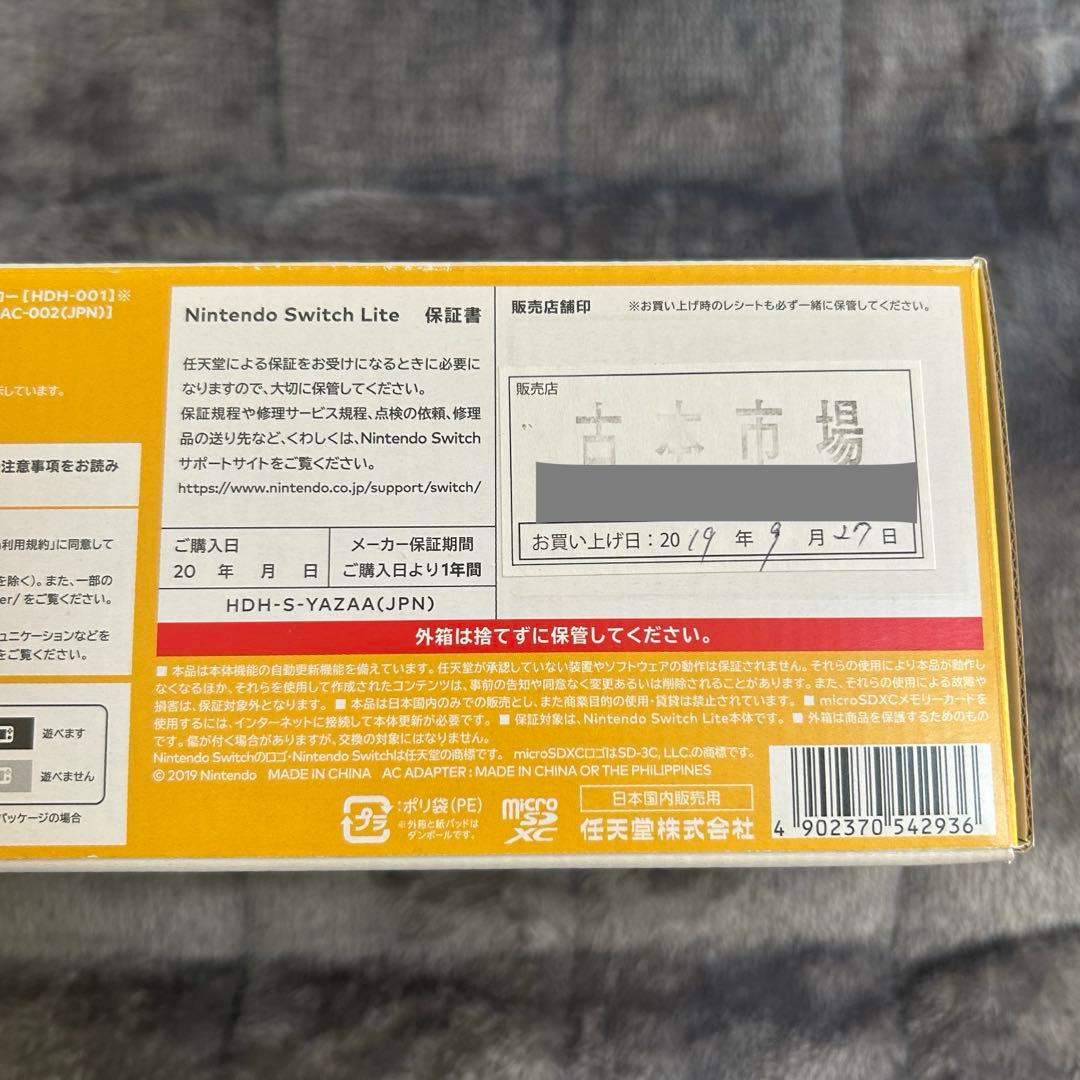 ー[HDH-001]※
AC-002(JPN)]
しています。
注意事項をお読み
利用規約」に同意して
を除く)。また、一部の
er/ をご覧ください。
ュニケーションなどを
をご覧ください。
遊べます
遊べません
パッケージの場合
Nintendo Switch Lite 保証書
任天堂による保証をお受けになるときに必要に
なりますので、大切に保管してください。
保証規程や修理サービス規程、点検の依頼、修理
品の送り先など、くわしくは、Nintendo Switch
サポートサイトをご覧ください。
https://www.nintendo.co.jp/support/switch/
ご購入日
20 年 月 日
メーカー保証期間
ご購入日より1年間
HDH-S-YAZAA(JPN)
販売店舗印 ※お買い上げ時のレシートも必ず一緒に保管してください。
販売店
古本市場
お買い上げ日:2019年9月27日
外箱は捨てずに保管してください。
■ 本品は本体機能の自動更新機能を備えています。任天堂が承認していない装置やソフトウェアの動作は保証されません。それらの使用により本品が動作し
なくなるほか、それらを使用して作成されたコンテンツは、事前の告知や同意なく変更あるいは削除されることがあります。また、それらの使用による故障や
損害は、保証対象外となります。 ■ 本品は日本国内のみでの販売とし、また商業目的の使用・賃貸は禁止されています。 ■ microSDXCメモリーカードを
使用するには、インターネットに接続して本体更新が必要です。 ■ 保証対象は、Nintendo Switch Lite本体です。 ■ 外箱は商品を保護するためのもの
です。傷が付く場合がありますが、交換の対象にはなりません。
Nintendo Switchのロゴ・Nintendo Switchは任天堂の商標です。 microSDXCロゴはSD-3C, LLC.の商標です。
© 2019 Nintendo MADE IN CHINA AC ADAPTER : MADE IN CHINA OR THE PHILIPPINES
プラ
:ポリ袋(PE)
※外箱と紙パッドは
ダンボールです。
micro
SD
XC
日本国内販売用
任天堂株式会社
4 902370 542936